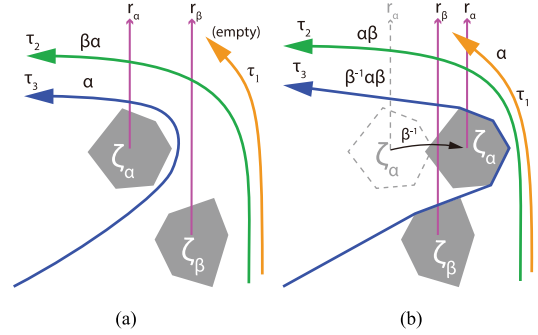 r_α
r_β
(empty)
τ_2
βα
τ_1
τ_3
α
ζ_α
ζ_β
(a)
r_α
r_β
r_α
τ_2
αβ
α
τ_3
β⁻¹αβ
τ_1
β⁻¹
ζ_α
ζ_α
ζ_β
(b)